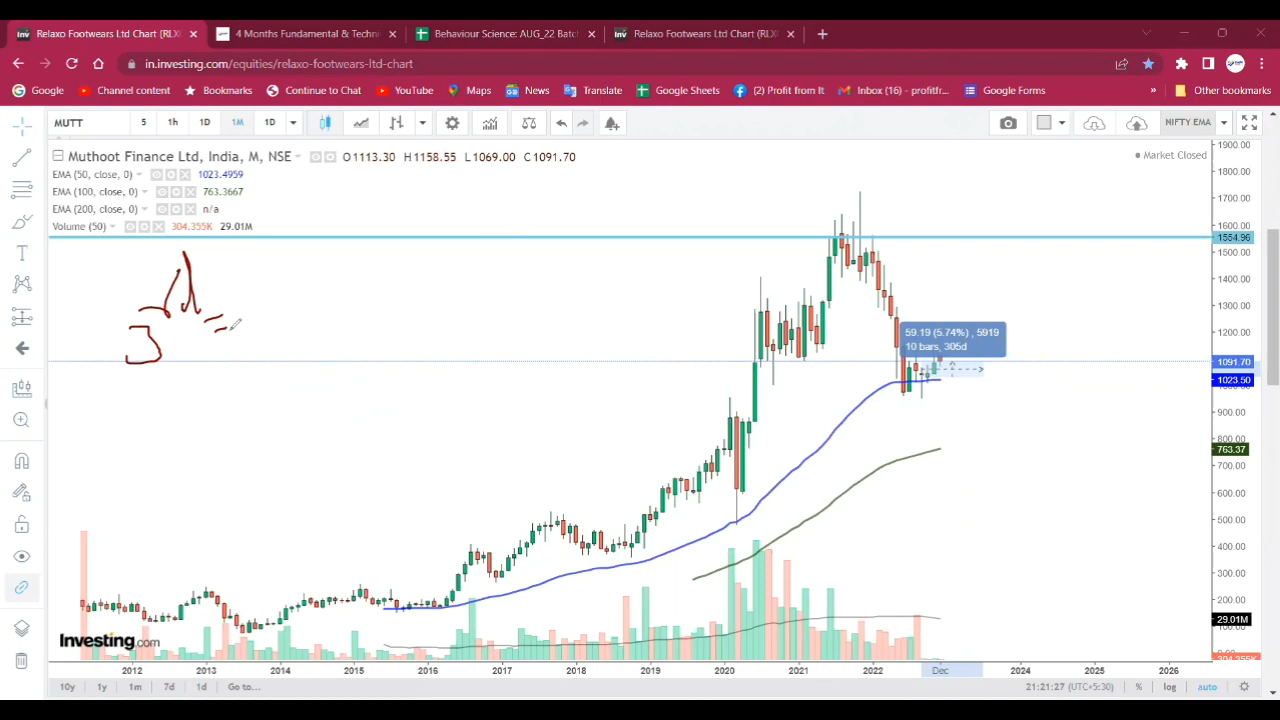 Relaxo Footwears Ltd Chart (RLX
4 Months Fundamental & Techni
Behaviour Science: AUG_22 Batch
Relaxo Footwears Ltd Chart (RL
in.investing.com/equities/relaxo-footwears-ltd-chart
Google Channel content Bookmarks Continue to Chat YouTube Maps News Translate Google Sheets (2) Profit from It Inbox (16) - profitfr... Google Forms » Other bookmarks
MUTT 5 1h 1D 1M 1D NIFTY EMA
Muthoot Finance Ltd, India, M, NSE O1113.30 H1158.55 L1069.00 C1091.70
Market Closed
EMA (50, close, 0) 1023.4959
EMA (100, close, 0) 763.3667
EMA (200, close, 0) n/a
Volume (50) 304.355K 29.01M
1900.00
1800.00
1700.00
1600.00
1554.96
1500.00
1400.00
1300.00
1200.00
1091.70
1023.50
900.00
800.00
763.37
700.00
600.00
500.00
400.00
300.00
200.00
29.01M
304.355K
59.19 (5.74%) , 5919
10 bars, 305d
3 d =
Investing.com
2012 2013 2014 2015 2016 2017 2018 2019 2020 2021 2022 Dec 2024 2025 2026
10y 1y 1m 7d 1d Go to... 21:21:27 (UTC+5:30) % log auto